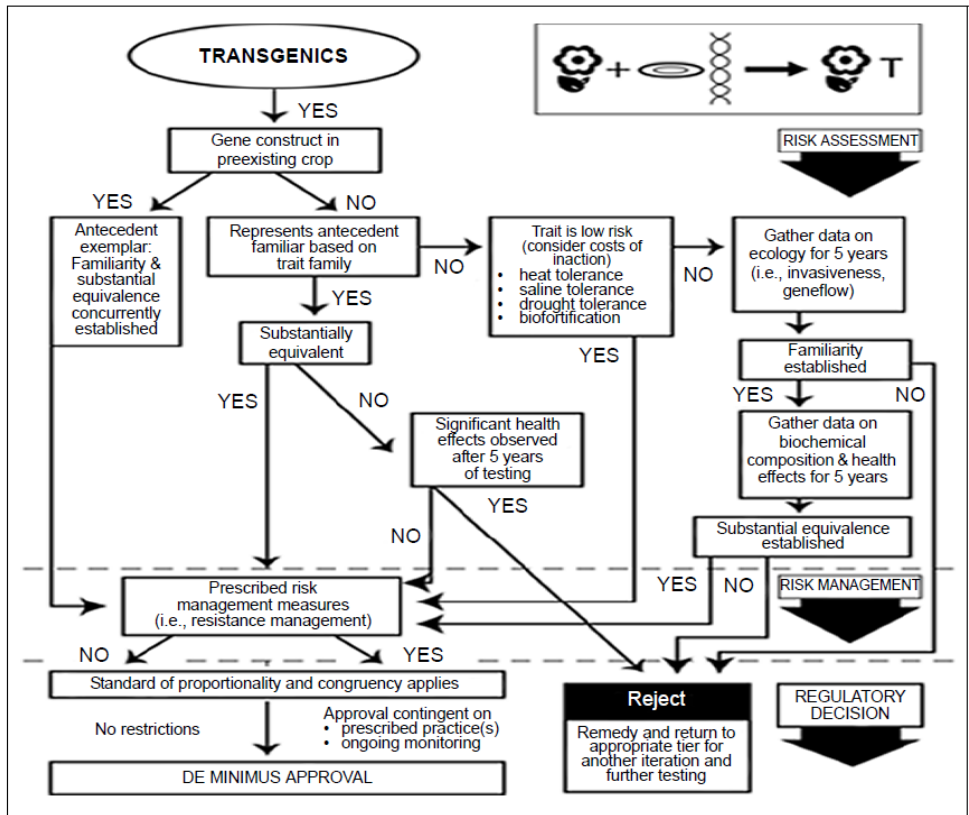 TRANSGENICS
T
YES
Gene construct in
preexisting crop
RISK ASSESSMENT
YES
NO
Antecedent
exemplar:
Familiarity &
substantial
equivalence
concurrently
established
Represents antecedent
familiar based on
trait family
NO
Trait is low risk
(consider costs of
inaction)
• heat tolerance
• saline tolerance
• drought tolerance
• biofortification
NO
Gather data on
ecology for 5 years
(i.e., invasiveness,
geneflow)
YES
Substantially
equivalent
YES
Familiarity
established
YES
NO
YES
NO
Significant health
effects observed
after 5 years
of testing
Gather data on
biochemical
composition & health
effects for 5 years
YES
NO
Substantial equivalence
established
YES
NO
RISK MANAGEMENT
Prescribed risk
management measures
(i.e., resistance management)
NO
YES
Standard of proportionality and congruency applies
No restrictions
Approval contingent on
• prescribed practice(s)
• ongoing monitoring
DE MINIMUS APPROVAL
Reject
Remedy and return to
appropriate tier for
another iteration and
further testing
REGULATORY
DECISION